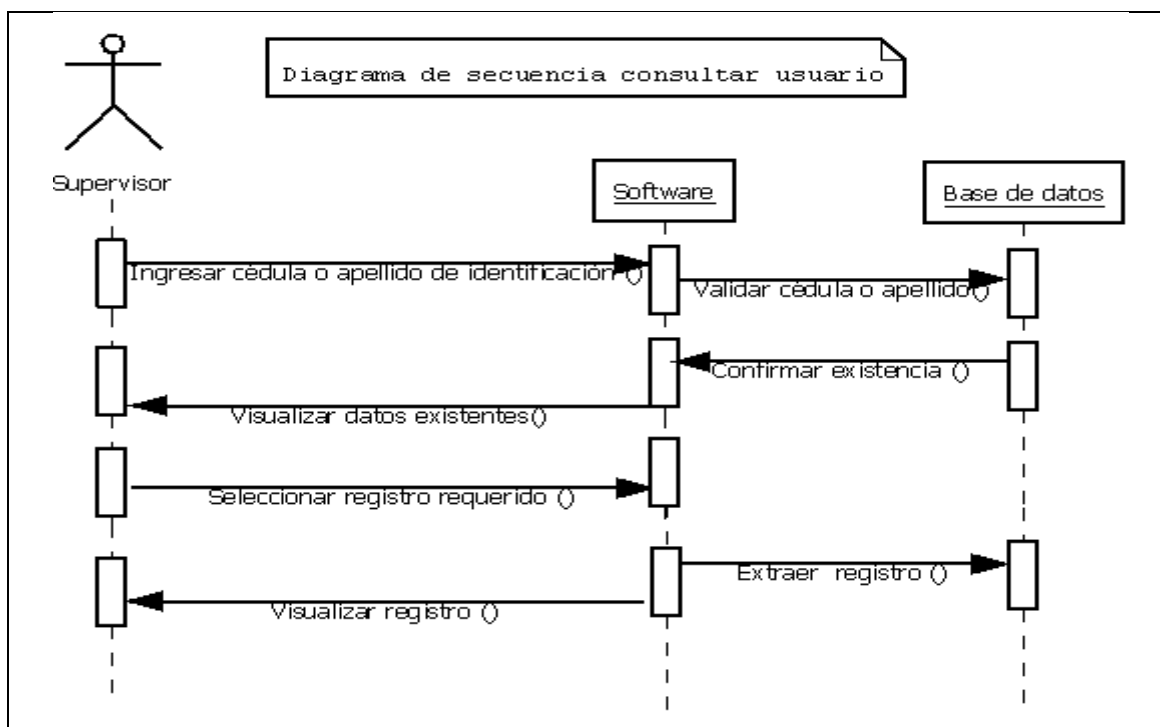 Diagrama de secuencia consultar usuario
Supervisor
Software
Base de datos
Ingresar cédula o apellido de identificación ()
Validar cédula o apellido()
Confirmar existencia ()
Visualizar datos existentes()
Seleccionar registro requerido ()
Extraer registro ()
Visualizar registro ()